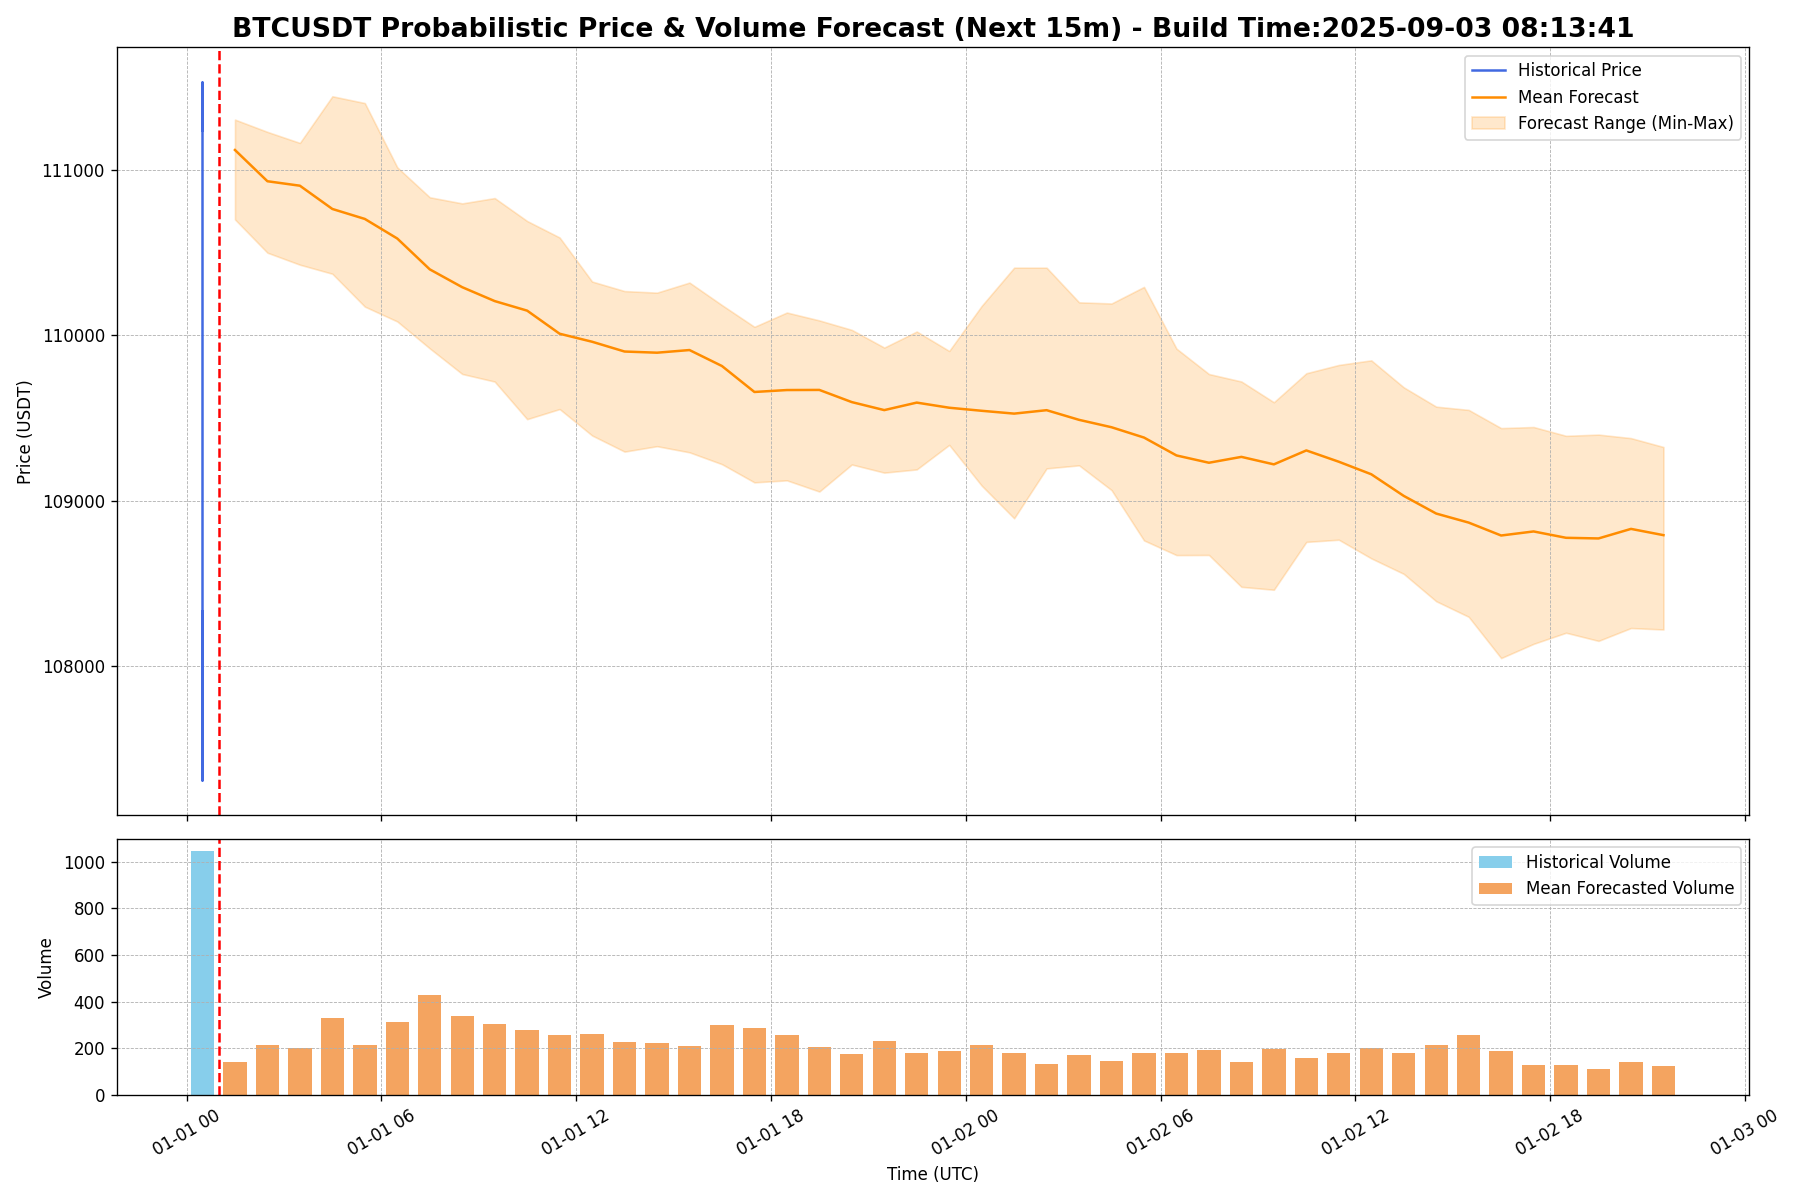 BTCUSDT Probabilistic Price & Volume Forecast (Next 15m) - Build Time:2025-09-03 08:13:41
Historical Price
Mean Forecast
Forecast Range (Min-Max)
Price (USDT)
111000
110000
109000
108000
Historical Volume
Mean Forecasted Volume
Volume
1000
800
600
400
200
0
01-01 00
01-01 06
01-01 12
01-01 18
01-02 00
01-02 06
01-02 12
01-02 18
01-03 00
Time (UTC)